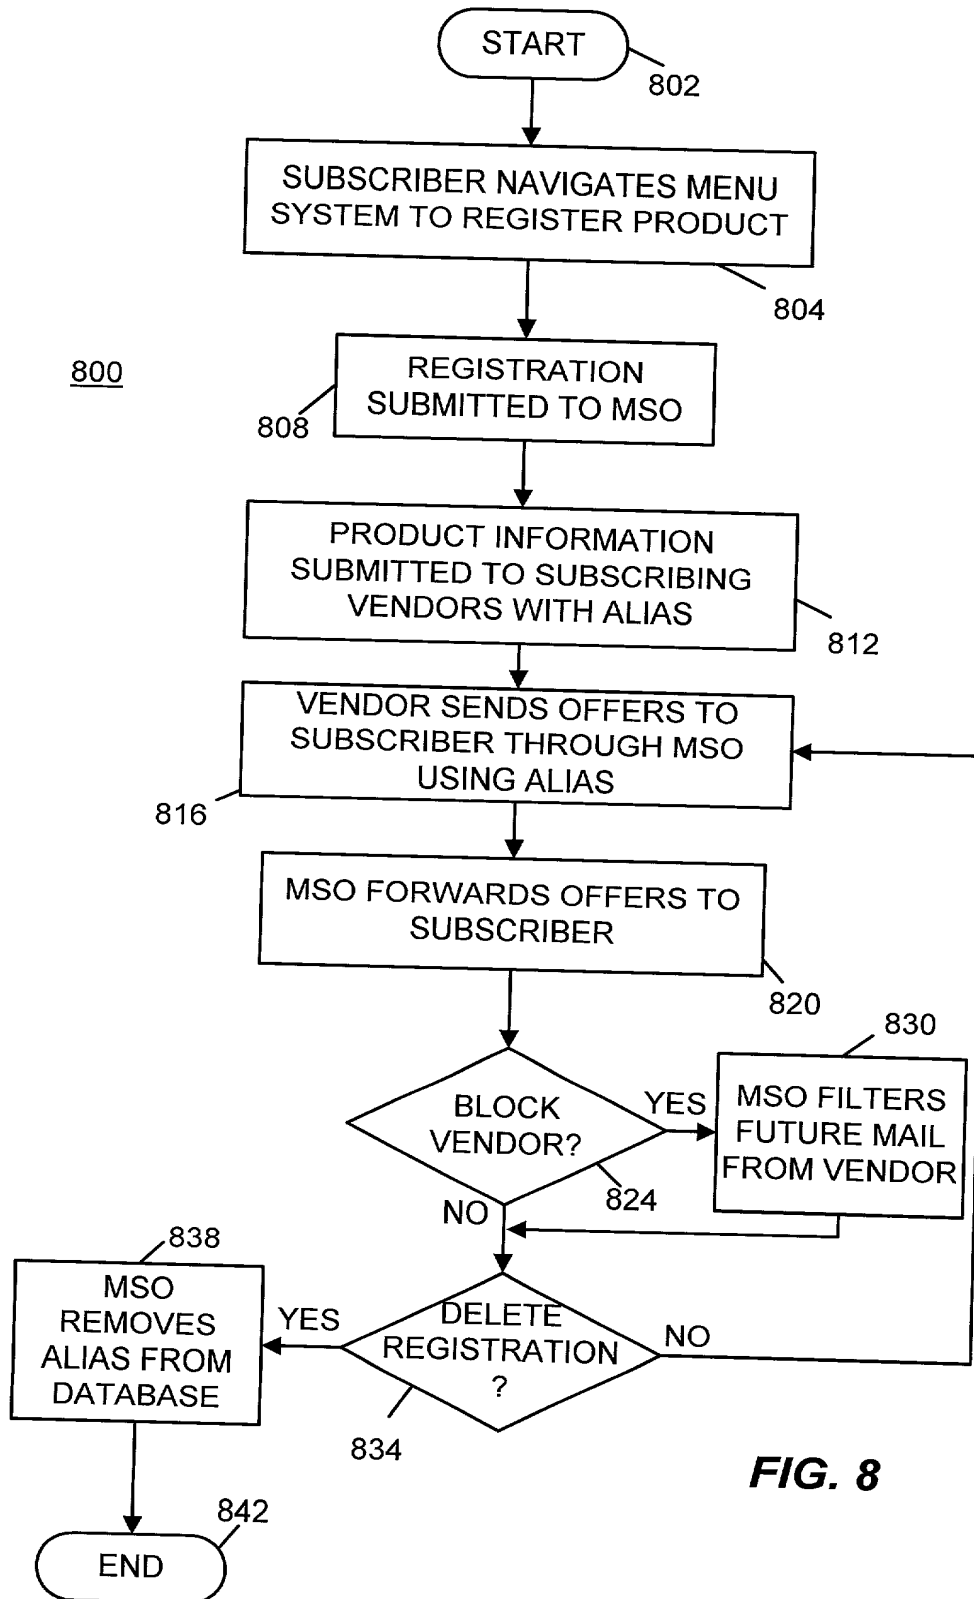 START
802
SUBSCRIBER NAVIGATES MENU
SYSTEM TO REGISTER PRODUCT
804
800
REGISTRATION
SUBMITTED TO MSO
808
PRODUCT INFORMATION
SUBMITTED TO SUBSCRIBING
VENDORS WITH ALIAS
812
VENDOR SENDS OFFERS TO
SUBSCRIBER THROUGH MSO
USING ALIAS
816
MSO FORWARDS OFFERS TO
SUBSCRIBER
820
BLOCK
VENDOR?
824
YES
830
MSO FILTERS
FUTURE MAIL
FROM VENDOR
NO
838
MSO
REMOVES
ALIAS FROM
DATABASE
YES
DELETE
REGISTRATION
?
NO
834
FIG. 8
842
END